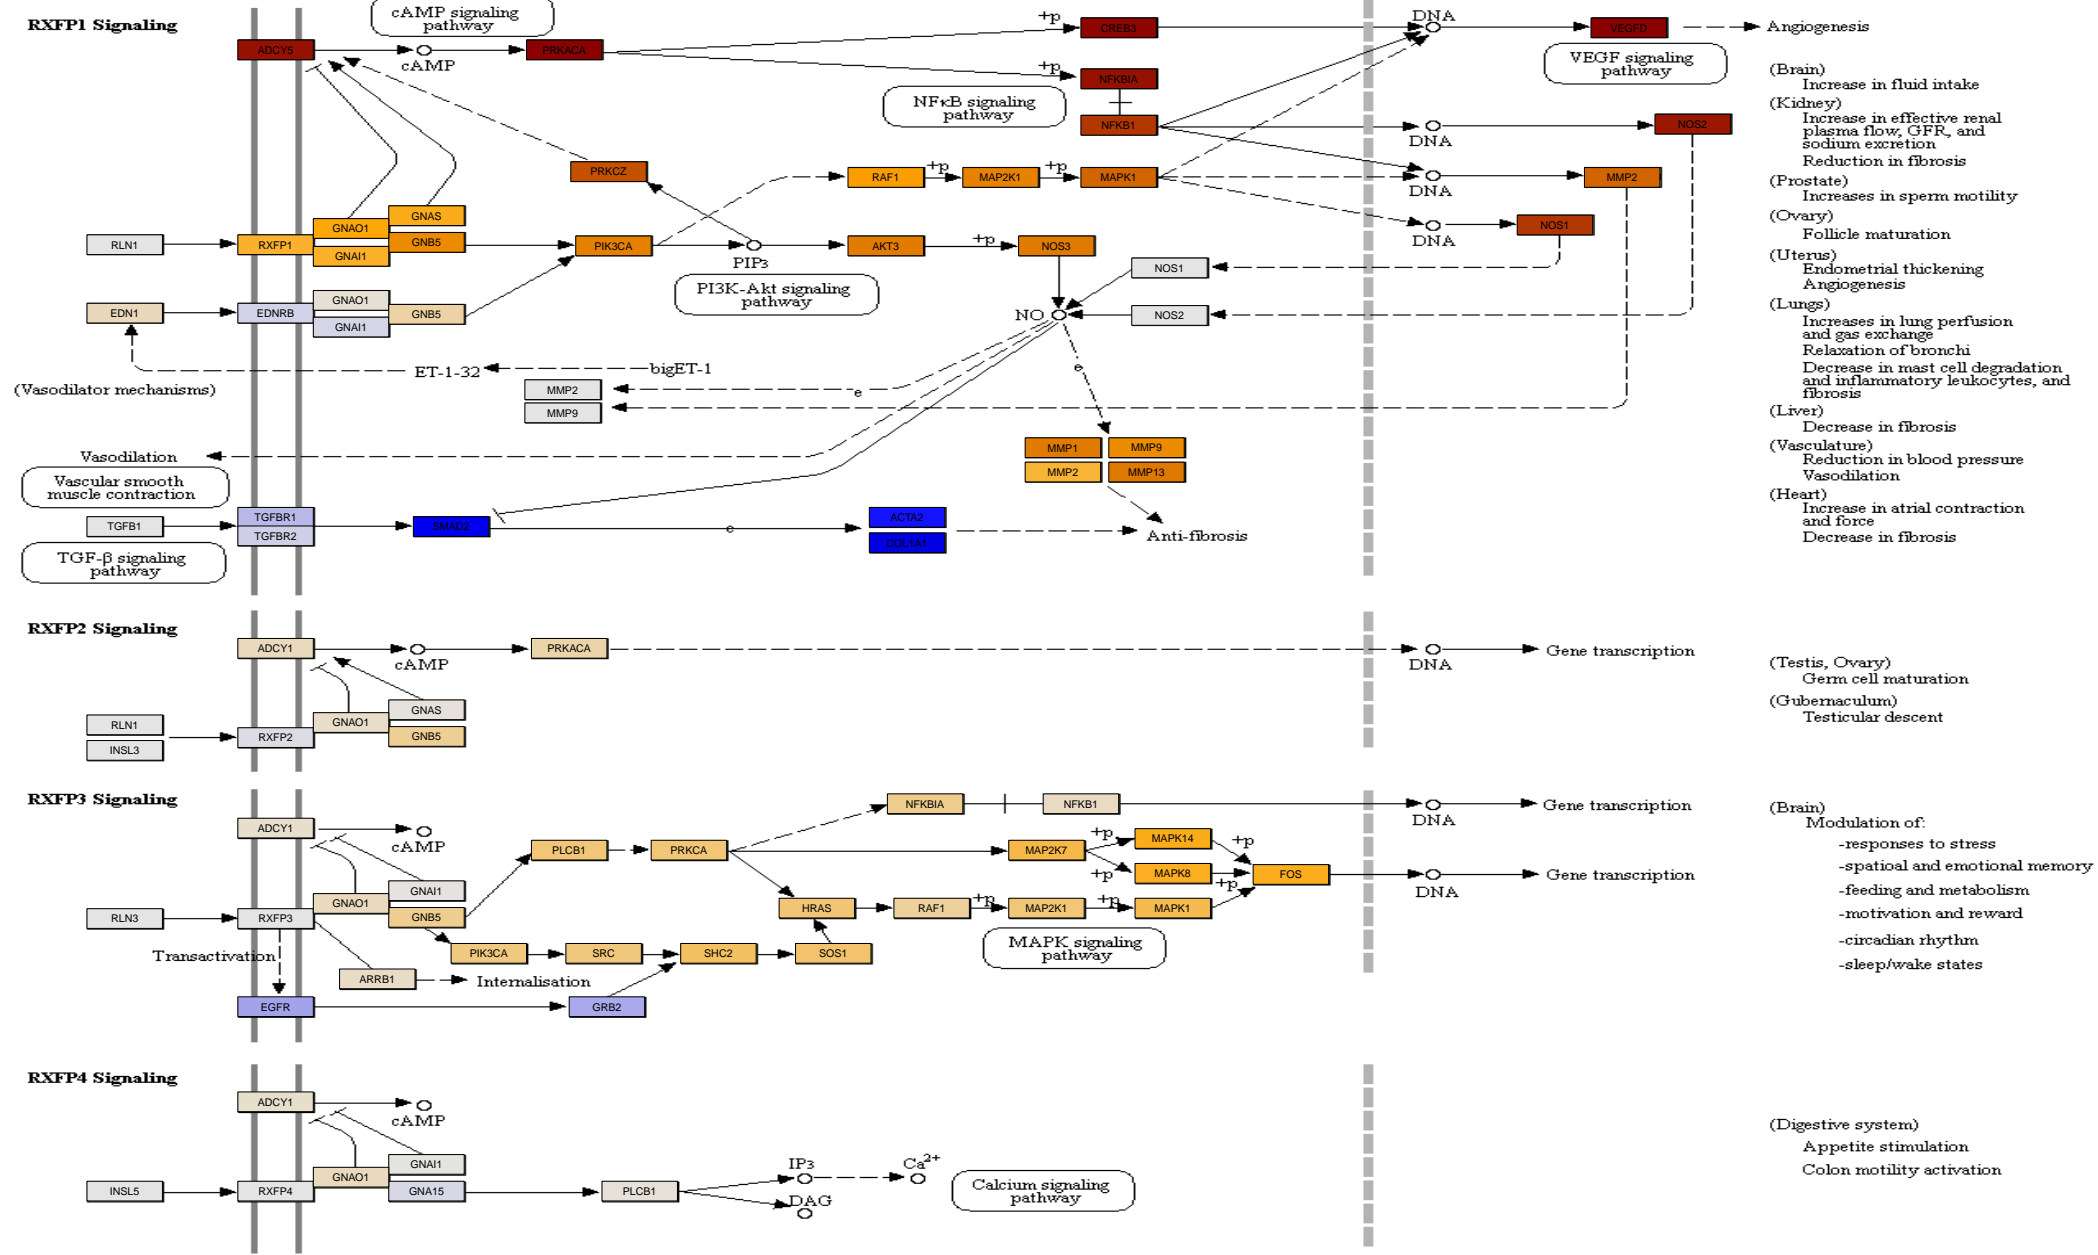 RXFP1 Signaling
cAMP signaling
pathway
ADCY5
cAMP
PRKACA
+p
CREB3
DNA
VEGFD
Angiogenesis
VEGF signaling
pathway
+p
NFKBIA
NFκB signaling
pathway
NFKB1
DNA
NOS2
PRKCZ
RAF1
+p
MAP2K1
+p
MAPK1
DNA
MMP2
GNAS
GNAO1
GNB5
GNAI1
RLN1
RXFP1
PIK3CA
PIP3
AKT3
+p
NOS3
DNA
NOS1
NOS1
PI3K-Akt signaling
pathway
EDN1
EDNRB
GNAO1
GNAI1
GNB5
NO
NOS2
ET-1-32
bigET-1
(Vasodilator mechanisms)
MMP2
MMP9
e
e
MMP1
MMP9
MMP2
MMP13
Vasodilation
Vascular smooth
muscle contraction
TGFB1
TGFBR1
TGFBR2
SMAD2
e
ACTA2
COL1A1
Anti-fibrosis
TGF-β signaling
pathway
(Brain)
Increase in fluid intake
(Kidney)
Increase in effective renal
plasma flow, GFR, and
sodium excretion
Reduction in fibrosis
(Prostate)
Increases in sperm motility
(Ovary)
Follicle maturation
(Uterus)
Endometrial thickening
Angiogenesis
(Lungs)
Increases in lung perfusion
and gas exchange
Relaxation of bronchi
Decrease in mast cell degradation
and inflammatory leukocytes, and
fibrosis
(Liver)
Decrease in fibrosis
(Vasculature)
Reduction in blood pressure
Vasodilation
(Heart)
Increase in atrial contraction
and force
Decrease in fibrosis
RXFP2 Signaling
ADCY1
cAMP
PRKACA
DNA
Gene transcription
GNAS
GNAO1
GNB5
RLN1
INSL3
RXFP2
(Testis, Ovary)
Germ cell maturation
(Gubernaculum)
Testicular descent
RXFP3 Signaling
ADCY1
cAMP
NFKBIA
NFKB1
DNA
Gene transcription
PLCB1
PRKCA
MAP2K7
+p
+p
MAPK14
MAPK8
+p
+p
FOS
DNA
Gene transcription
GNAI1
GNAO1
GNB5
RLN3
RXFP3
HRAS
RAF1
+p
MAP2K1
+p
MAPK1
Transactivation
PIK3CA
SRC
SHC2
SOS1
MAPK signaling
pathway
ARRB1
Internalisation
EGFR
GRB2
(Brain)
Modulation of:
-responses to stress
-spatial and emotional memory
-feeding and metabolism
-motivation and reward
-circadian rhythm
-sleep/wake states
RXFP4 Signaling
ADCY1
cAMP
GNAI1
GNAO1
GNA15
INSL5
RXFP4
PLCB1
IP3
Ca2+
DAG
Calcium signaling
pathway
(Digestive system)
Appetite stimulation
Colon motility activation